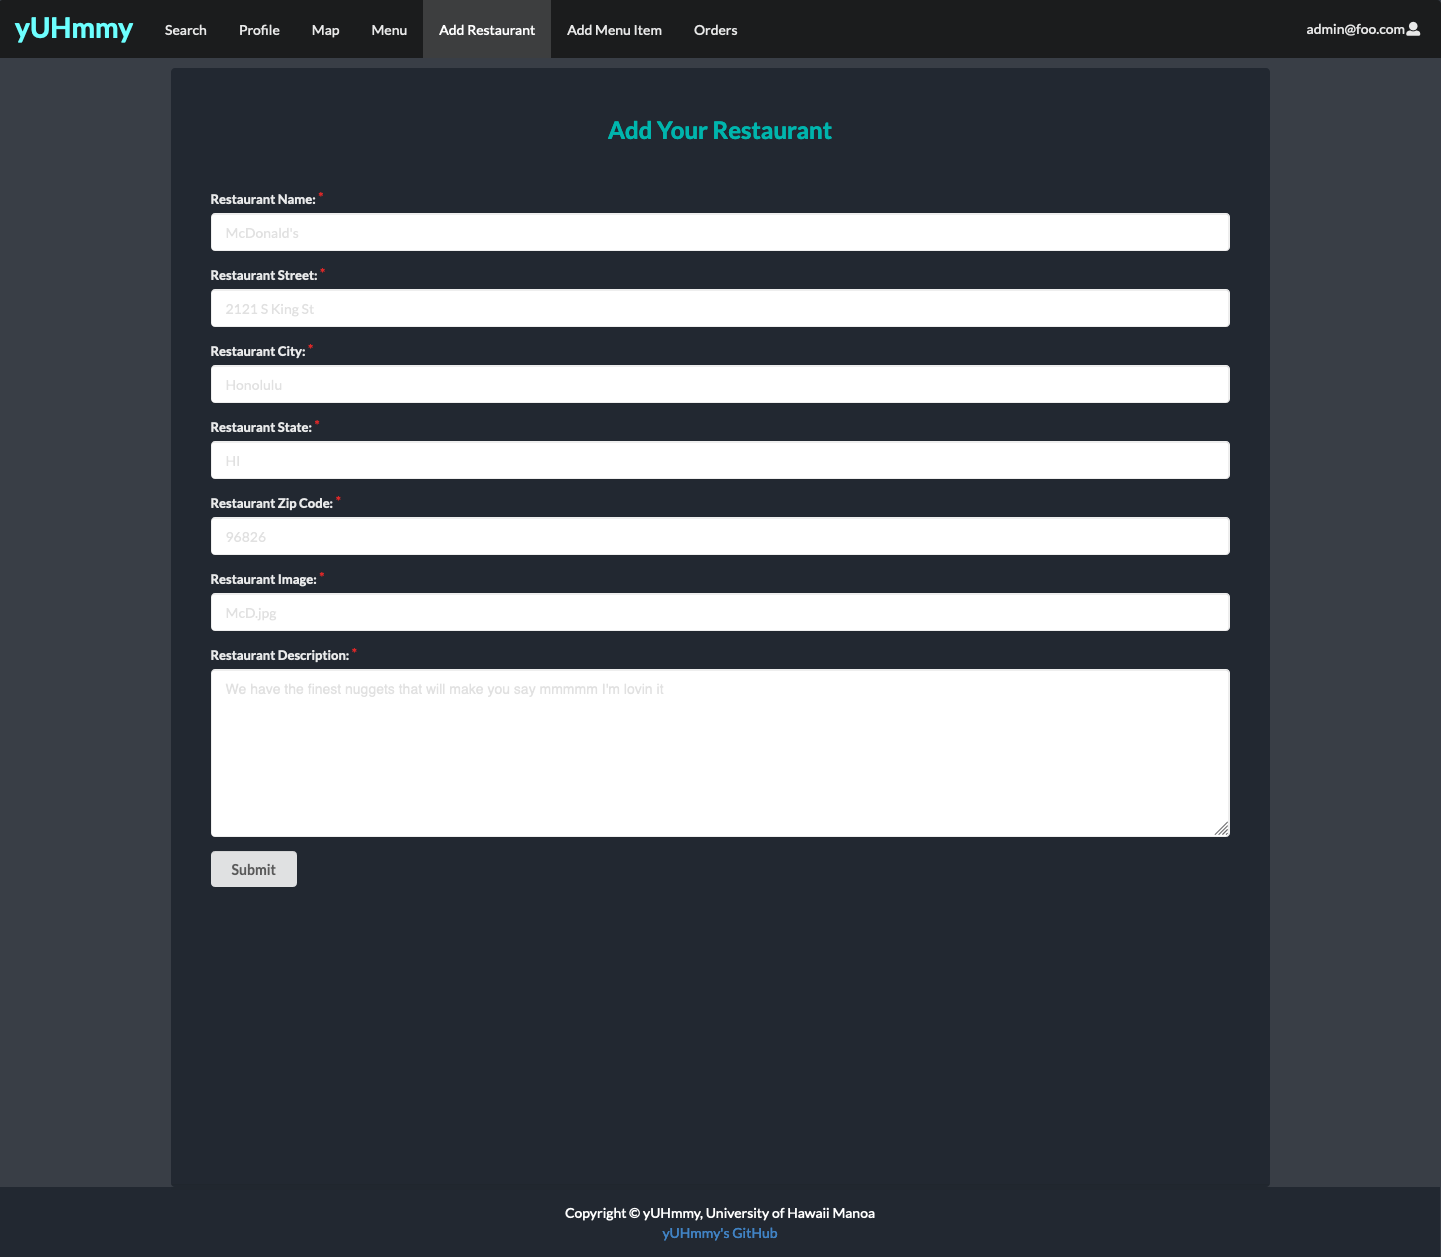 yUHmmy Search Profile Map Menu Add Restaurant Add Menu Item Orders admin@foo.com
Add Your Restaurant
Restaurant Name: *
McDonald's
Restaurant Street: *
2121 S King St
Restaurant City: *
Honolulu
Restaurant State: *
HI
Restaurant Zip Code: *
96826
Restaurant Image: *
McD.jpg
Restaurant Description: *
We have the finest nuggets that will make you say mmmmm I'm lovin it
Submit
Copyright © yUHmmy, University of Hawaii Manoa
yUHmmy's GitHub